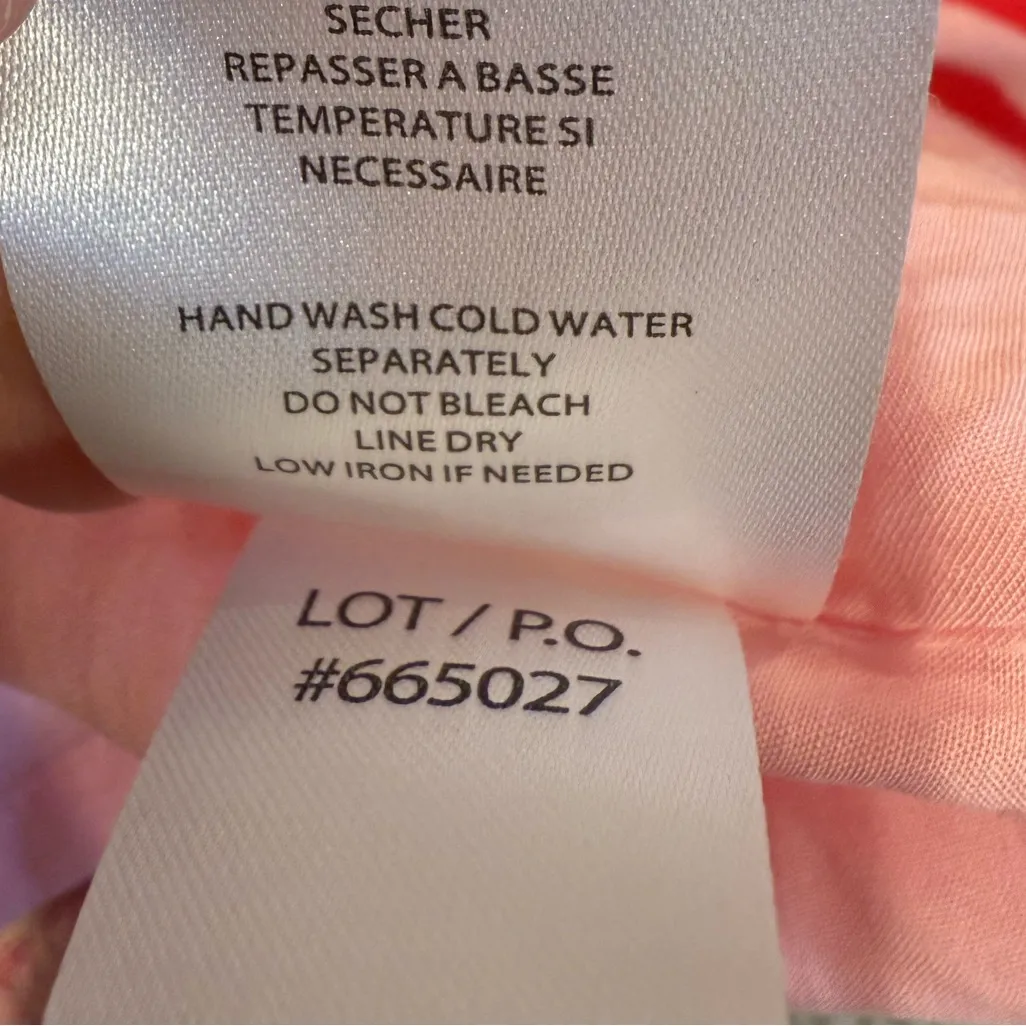 SECHER
REPASSER A BASSE
TEMPERATURE SI
NECESSAIRE
HAND WASH COLD WATER
SEPARATELY
DO NOT BLEACH
LINE DRY
LOW IRON IF NEEDED
LOT / P.O.
#665027